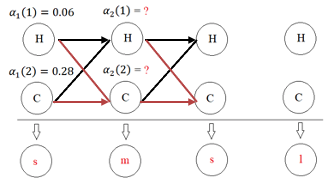 α₁(1) = 0.06 α₂(1) = ?
H H H H
α₁(2) = 0.28 α₂(2) = ?
C C C C
s m s l